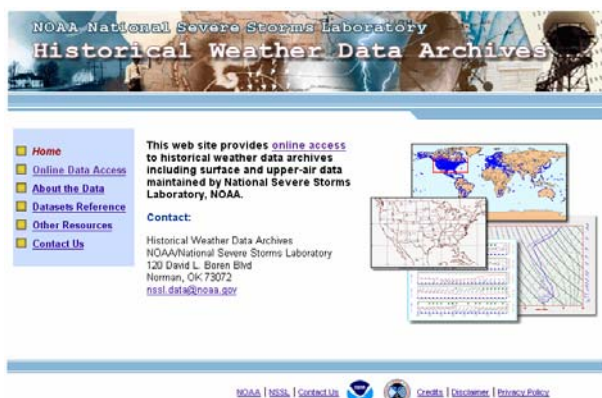 NOAA National Severe Storms Laboratory
Historical Weather Data Archives
Home
Online Data Access
About the Data
Datasets Reference
Other Resources
Contact Us
This web site provides online access
to historical weather data archives
including surface and upper-air data
maintained by National Severe Storms
Laboratory, NOAA.
Contact:
Historical Weather Data Archives
NOAA/National Severe Storms Laboratory
120 David L. Boren Blvd
Norman, OK 73072
nssl.data@noaa.gov
NOAA | NSSL | Contact Us
Credits | Disclaimer | Privacy Policy